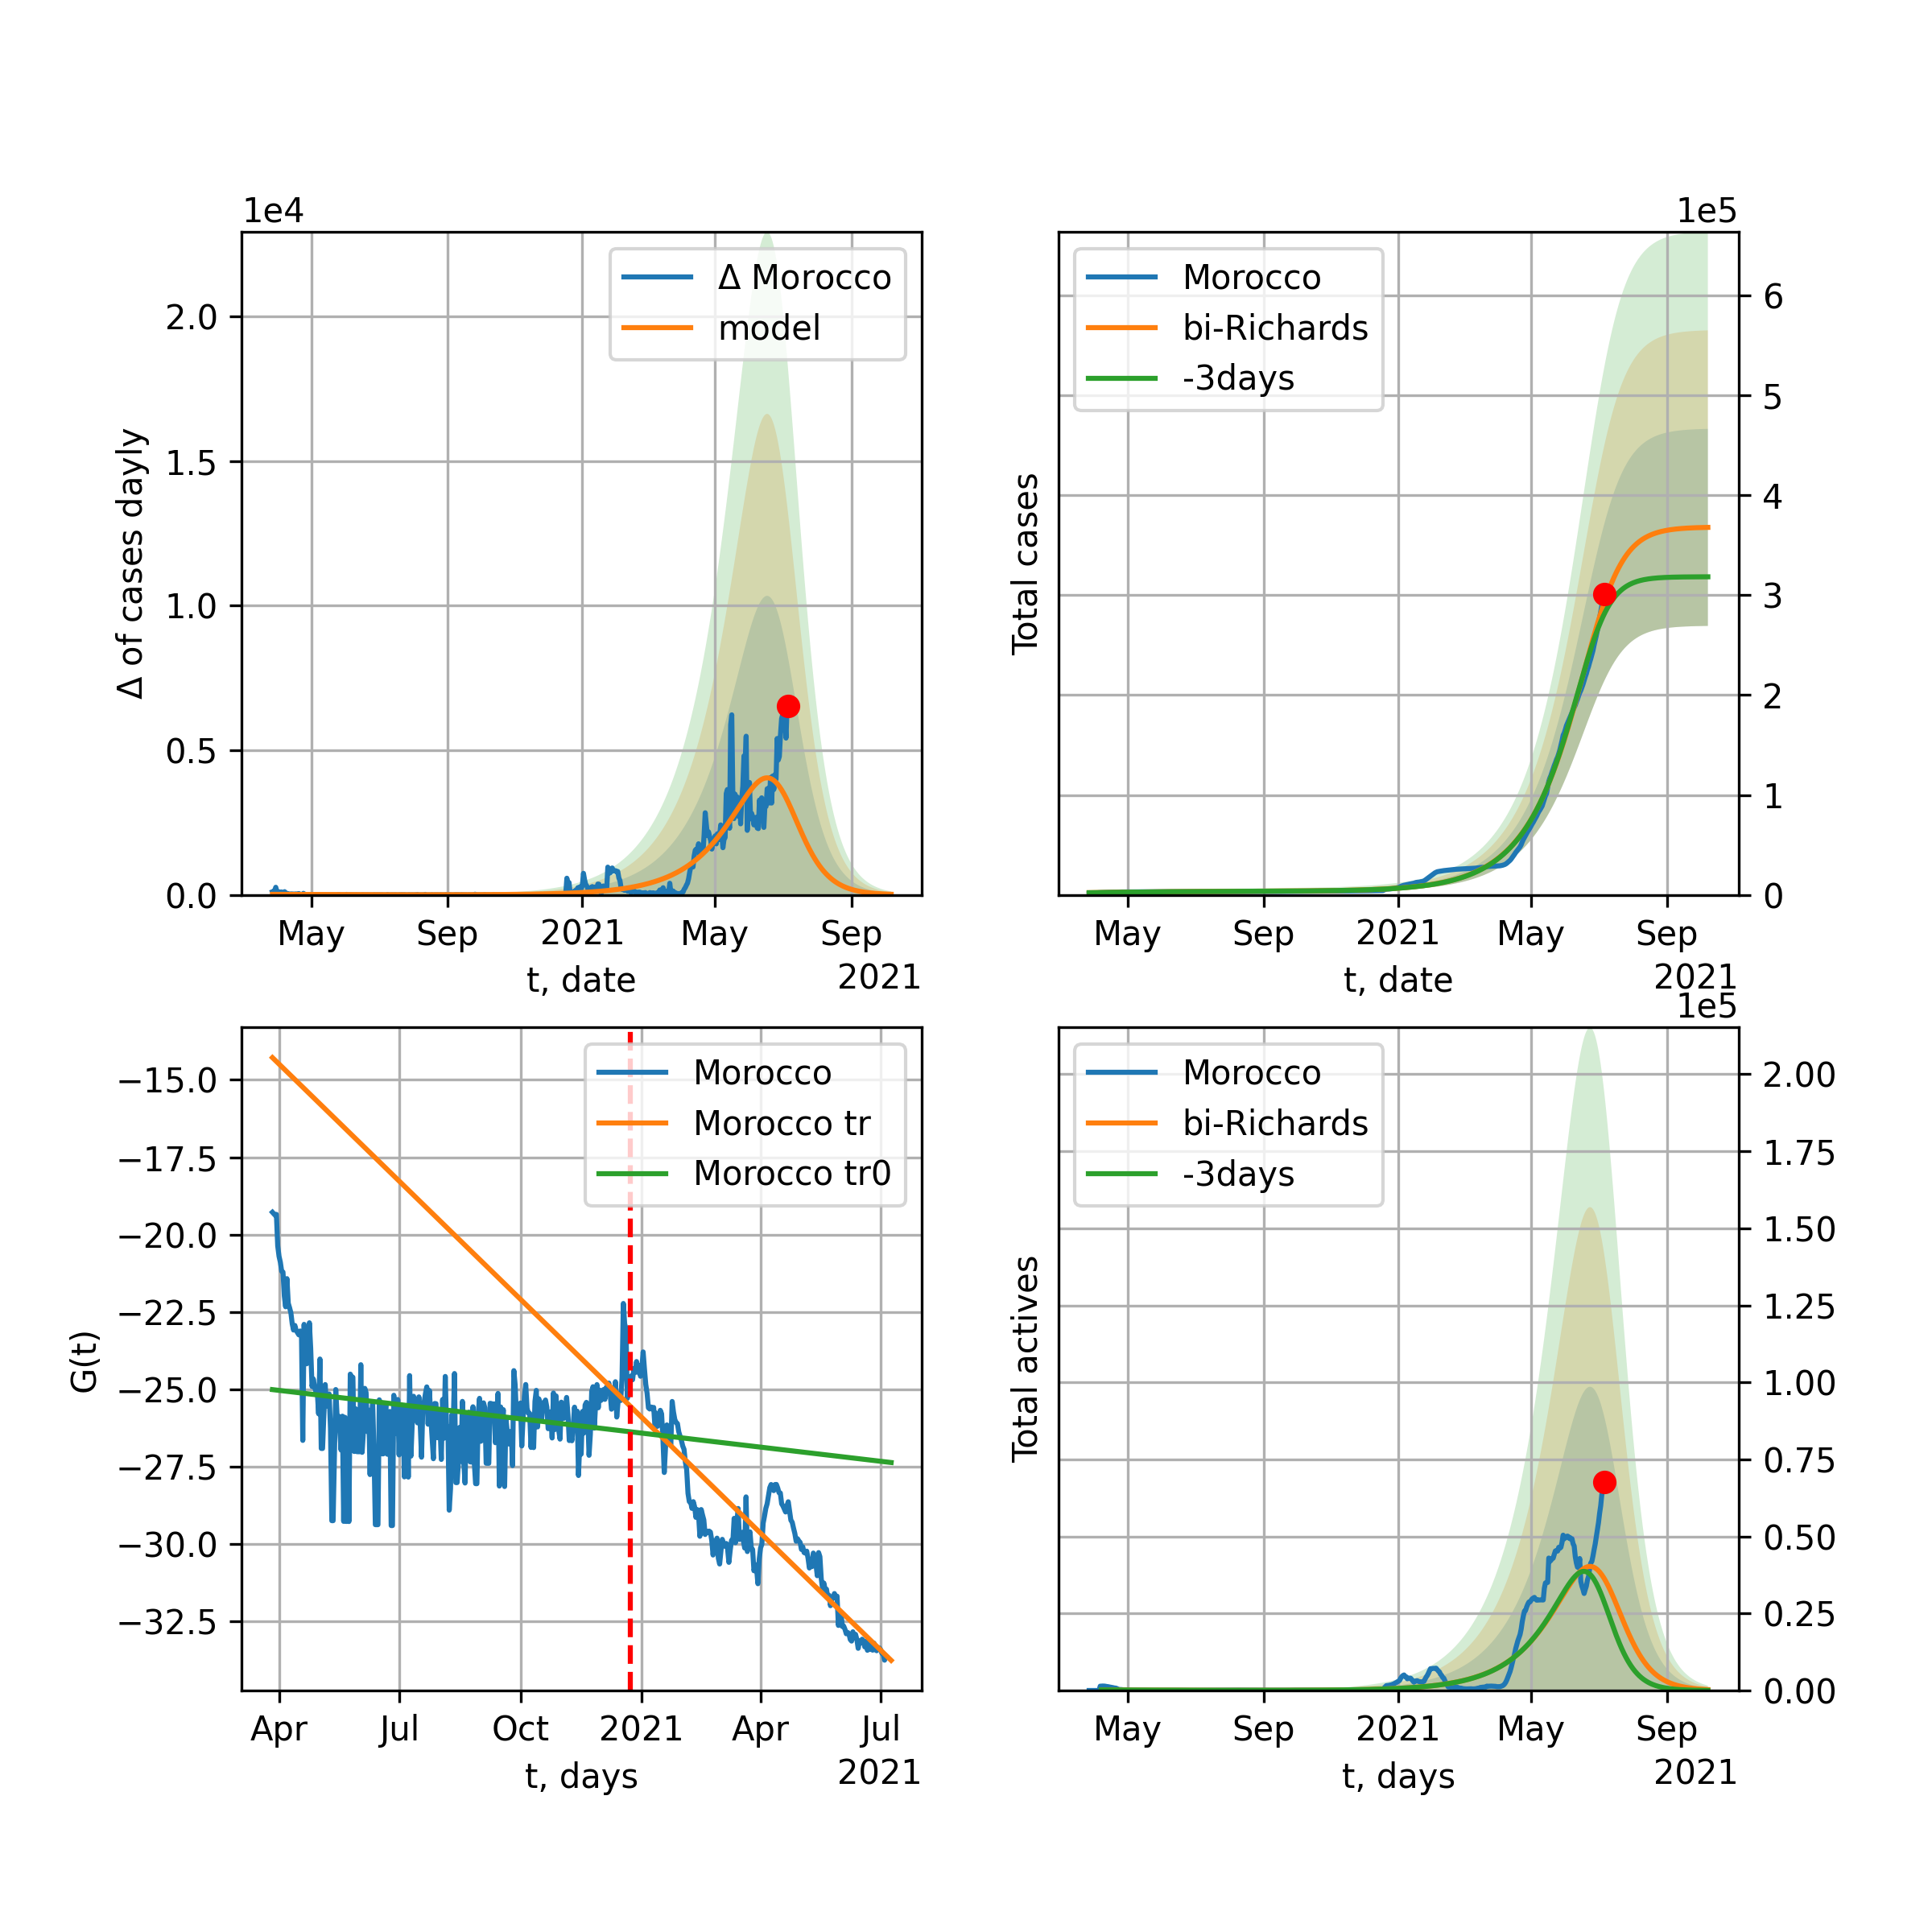 1e4
Δ of cases dayly
2.0
1.5
1.0
0.5
0.0
Δ Morocco
model
May Sep 2021 May Sep
2021
t, date
1e5
Total cases
Morocco
bi-Richards
-3days
6
5
4
3
2
1
0
May Sep 2021 May Sep
2021
t, date
G(t)
−15.0
−17.5
−20.0
−22.5
−25.0
−27.5
−30.0
−32.5
Morocco
Morocco tr
Morocco tr0
Apr Jul Oct 2021 Apr Jul
2021
t, days
1e5
Total actives
Morocco
bi-Richards
-3days
2.00
1.75
1.50
1.25
1.00
0.75
0.50
0.25
0.00
May Sep 2021 May Sep
2021
t, days